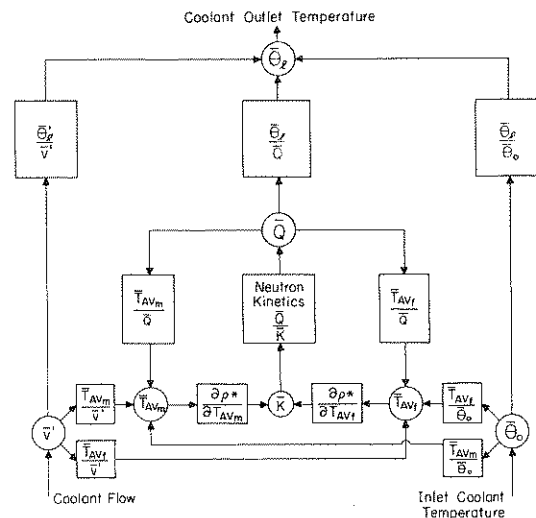 Coolant Outlet Temperature
Θ̄ℓ
Θ̄ℓ'
v̄'
Θ̄ℓ
Q̄
Θ̄ℓ
Θ̄o
Q̄
T̄AVm
Q̄
Neutron
Kinetics
Q̄
K̄
T̄AVf
Q̄
T̄AVm
v̄'
T̄AVm
∂ρ*
∂TAVm
K̄
∂ρ*
∂TAVf
T̄AVf
T̄AVf
Θ̄o
v̄'
T̄AVf
v̄'
T̄AVm
Θ̄o
Θ̄o
Coolant Flow
Inlet Coolant
Temperature